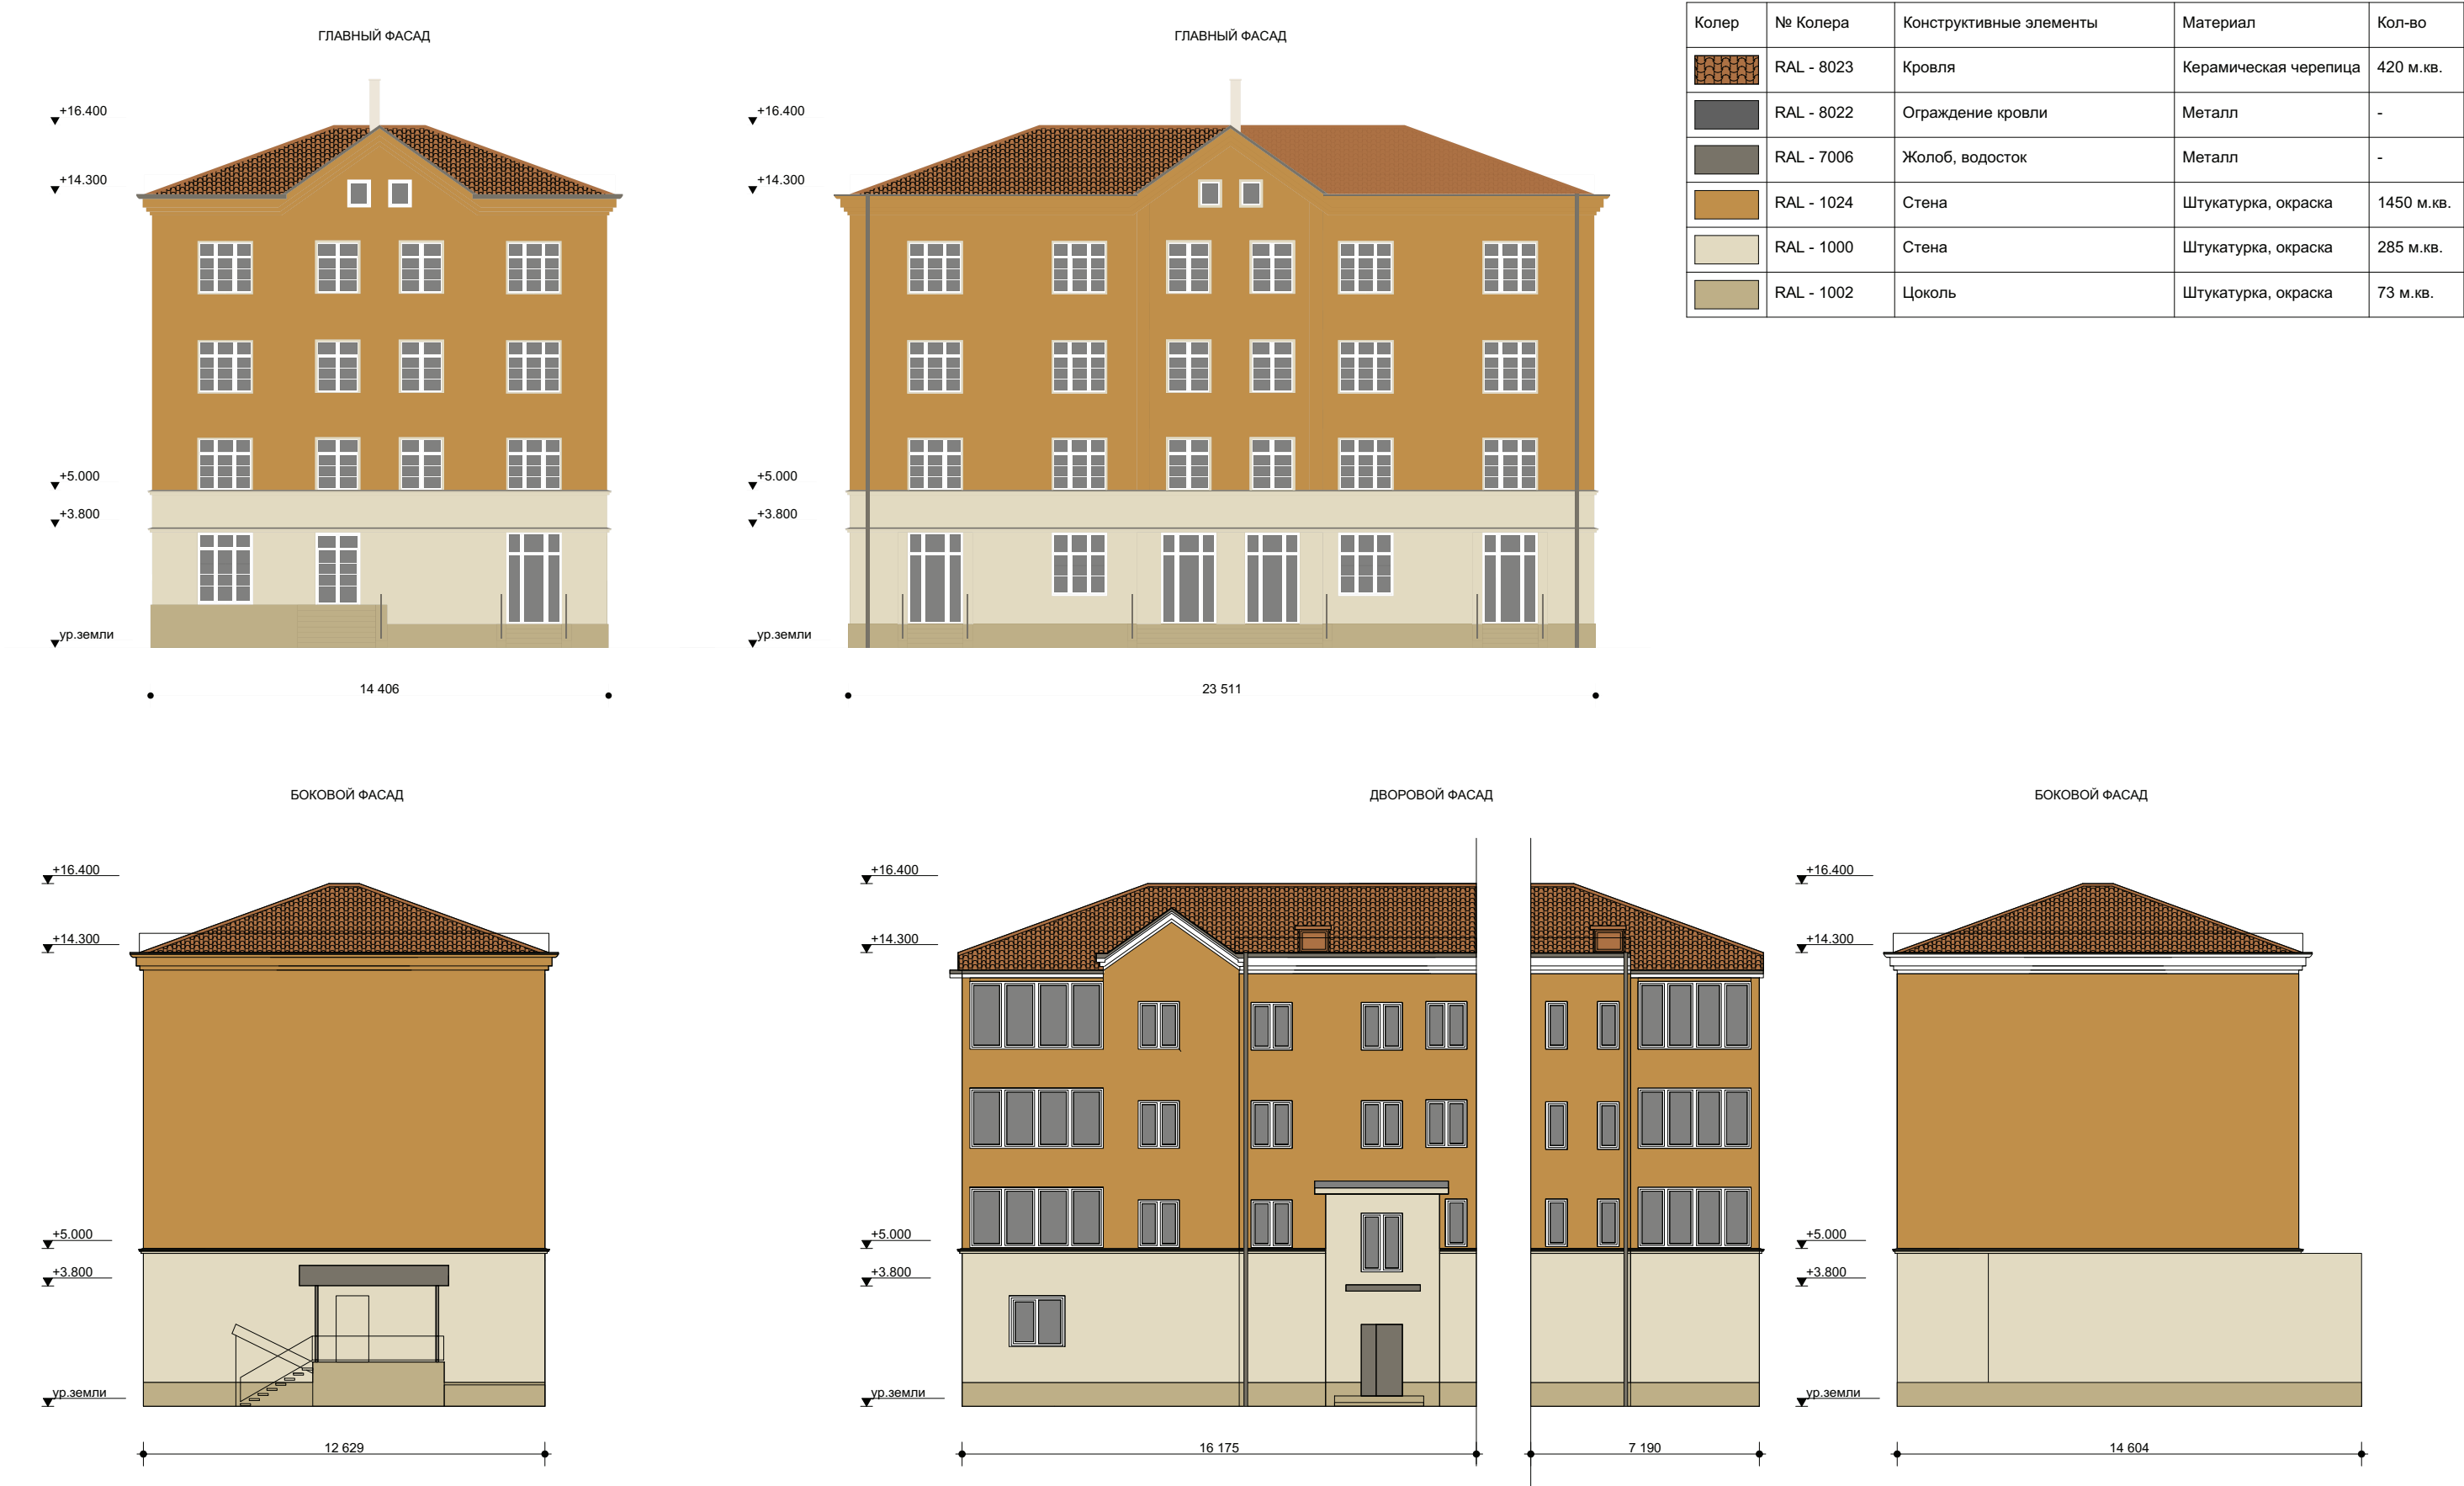 ГЛАВНЫЙ ФАСАД
+16.400
+14.300
+5.000
+3.800
ур.земли
14 406
ГЛАВНЫЙ ФАСАД
+16.400
+14.300
+5.000
+3.800
ур.земли
23 511
Колер № Колера Конструктивные элементы Материал Кол-во
RAL - 8023 Кровля Керамическая черепица 420 м.кв.
RAL - 8022 Ограждение кровли Металл -
RAL - 7006 Жолоб, водосток Металл -
RAL - 1024 Стена Штукатурка, окраска 1450 м.кв.
RAL - 1000 Стена Штукатурка, окраска 285 м.кв.
RAL - 1002 Цоколь Штукатурка, окраска 73 м.кв.
БОКОВОЙ ФАСАД
+16.400
+14.300
+5.000
+3.800
ур.земли
12 629
ДВОРОВОЙ ФАСАД
+16.400
+14.300
+5.000
+3.800
ур.земли
16 175
7 190
БОКОВОЙ ФАСАД
+16.400
+14.300
+5.000
+3.800
ур.земли
14 604